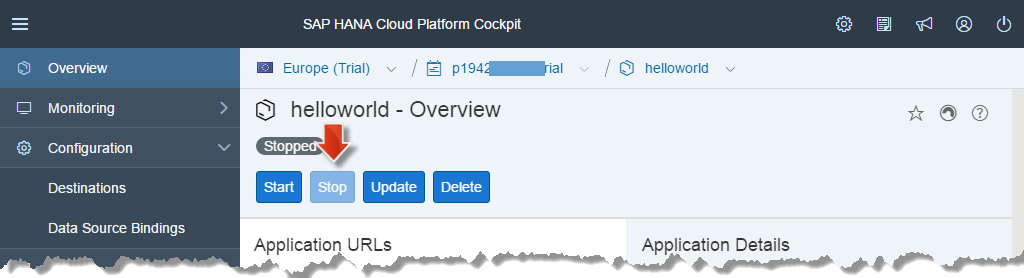 SAP HANA Cloud Platform Cockpit
Overview
Monitoring
Configuration
Destinations
Data Source Bindings
Europe (Trial) / p1942 rial / helloworld
helloworld - Overview
Stopped
Start Stop Update Delete
Application URLs
Application Details